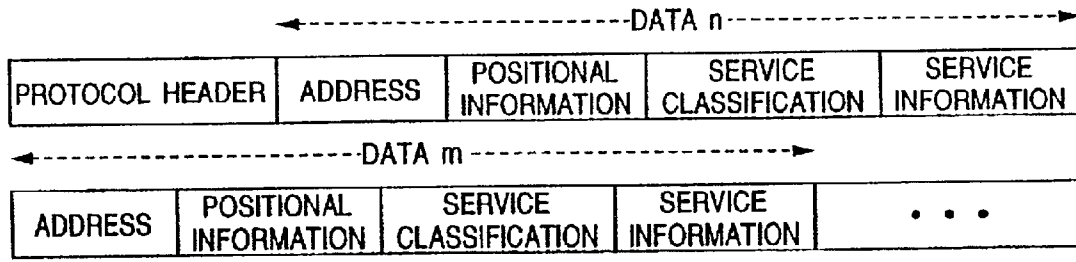 DATA n
PROTOCOL HEADER ADDRESS POSITIONAL INFORMATION SERVICE CLASSIFICATION SERVICE INFORMATION
DATA m
ADDRESS POSITIONAL INFORMATION SERVICE CLASSIFICATION SERVICE INFORMATION • • •